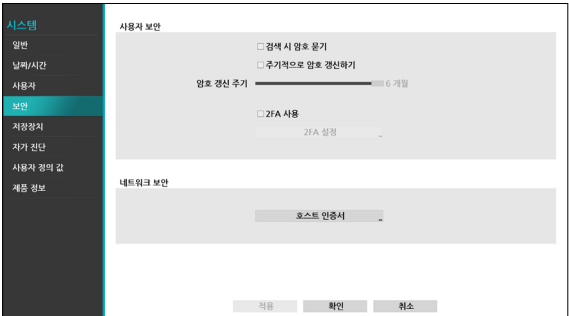 시스템
일반
날짜/시간
사용자
보안
저장장치
자가 진단
사용자 정의 값
제품 정보
사용자 보안
검색 시 암호 묻기
주기적으로 암호 갱신하기
암호 갱신 주기 6 개월
2FA 사용
2FA 설정
네트워크 보안
호스트 인증서
적용 확인 취소